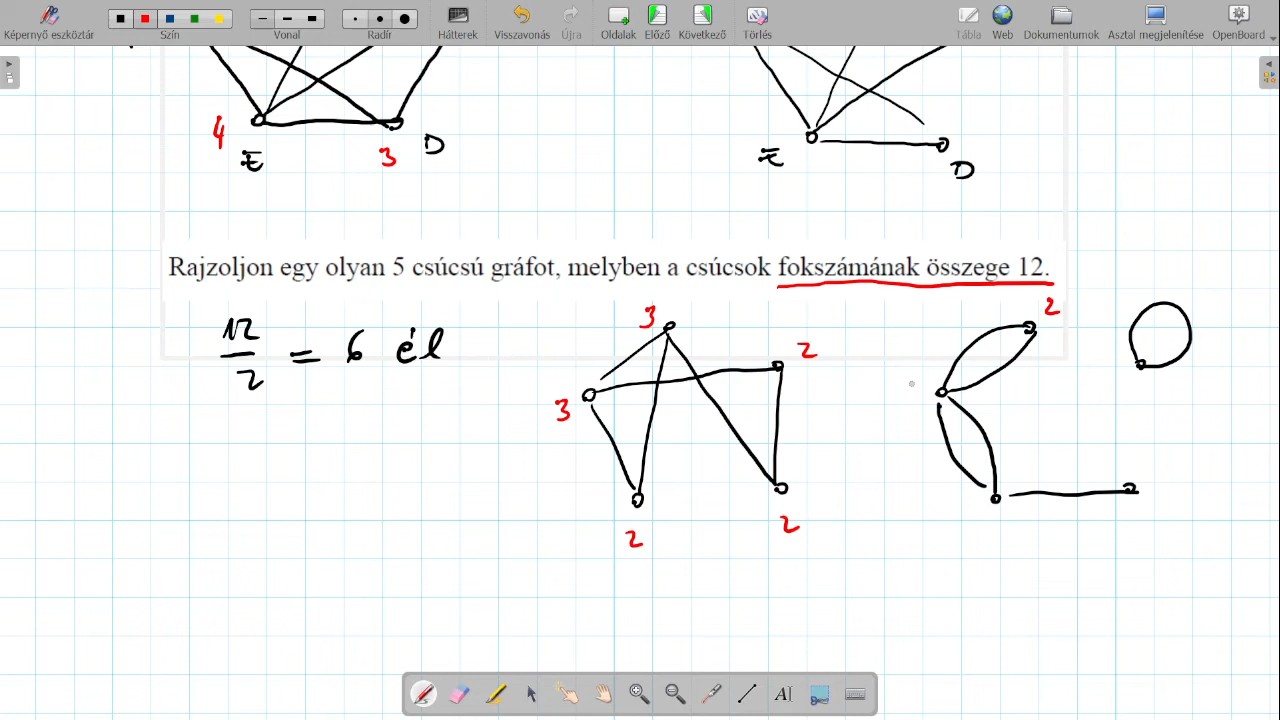 Képernyő eszköztár
Szín
Vonal
Radír
Hátterek
Visszavonás
Újra
Oldalak
Előző
Következő
Törlés
Tábla
Web
Dokumentumok
Asztal megjelenítése
OpenBoard
4
E
3
D
E
D
Rajzoljon egy olyan 5 csúcsú gráfot, melyben a csúcsok fokszámának összege 12.
12/2 = 6 él
3
2
3
2
2
2